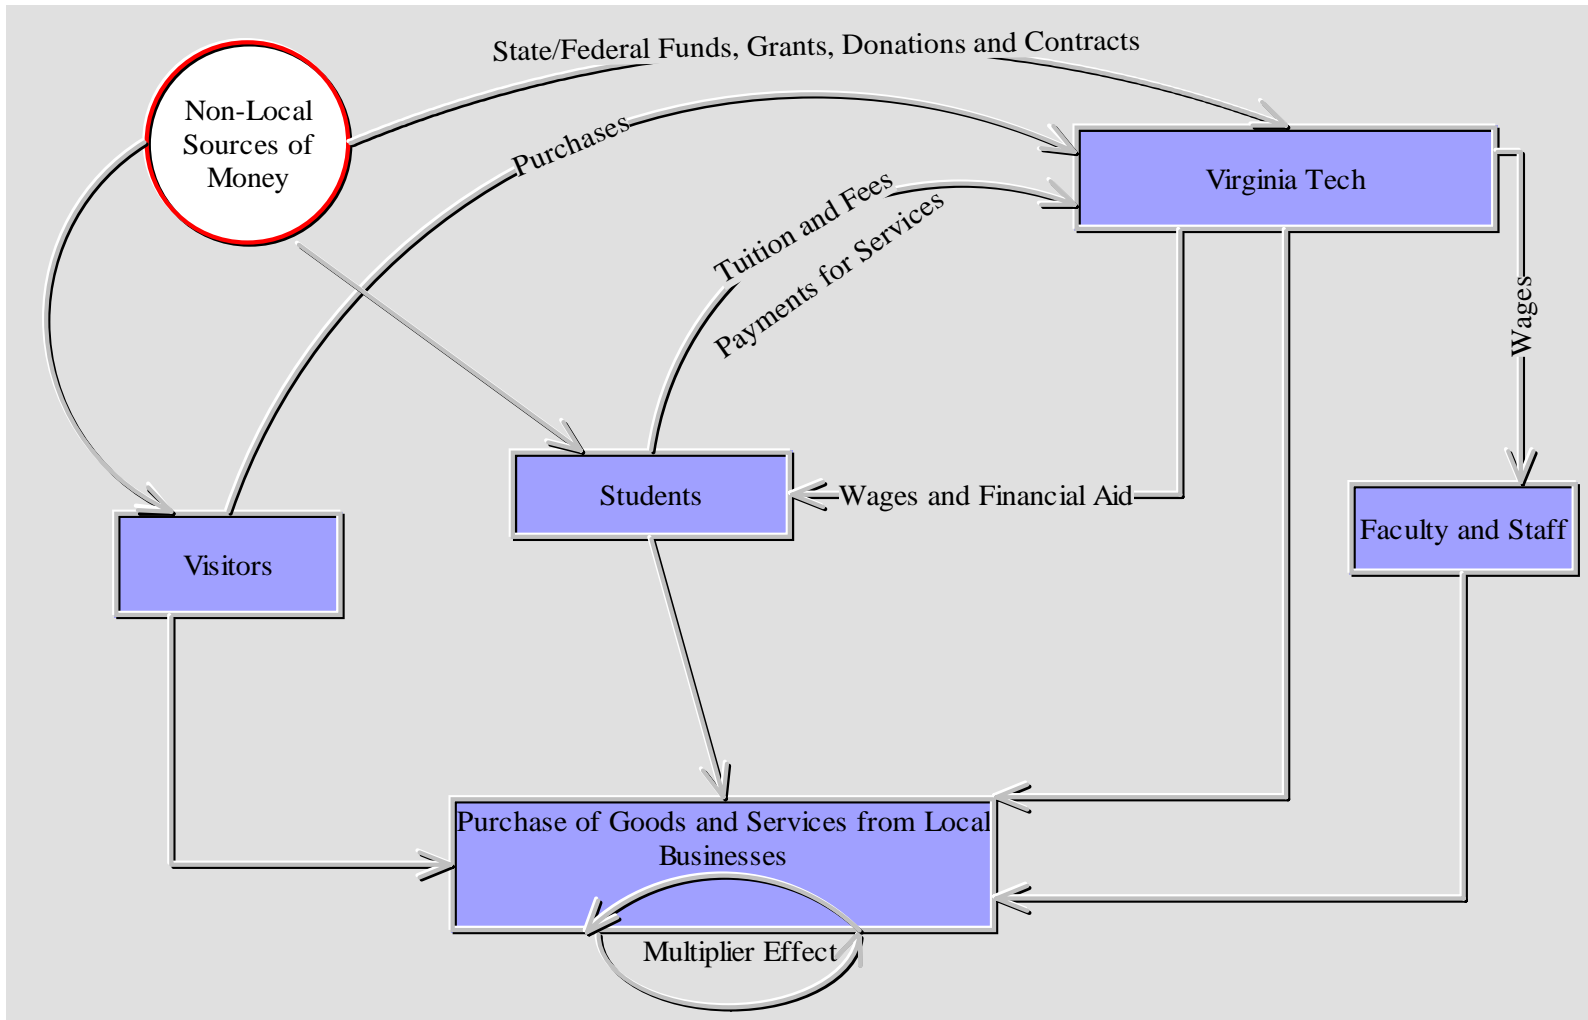 State/Federal Funds, Grants, Donations and Contracts
Non-Local
Sources of
Money
Purchases
Virginia Tech
Tuition and Fees
Payments for Services
Wages
Students
Wages and Financial Aid
Faculty and Staff
Visitors
Purchase of Goods and Services from Local
Businesses
Multiplier Effect